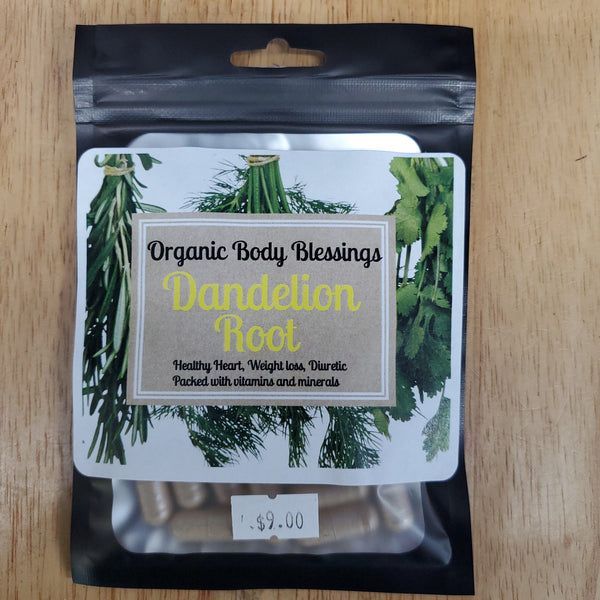 Organic Body Blessings
Dandelion
Root
Healthy Heart, Weight loss, Diuretic
Packed with vitamins and minerals
$9.00